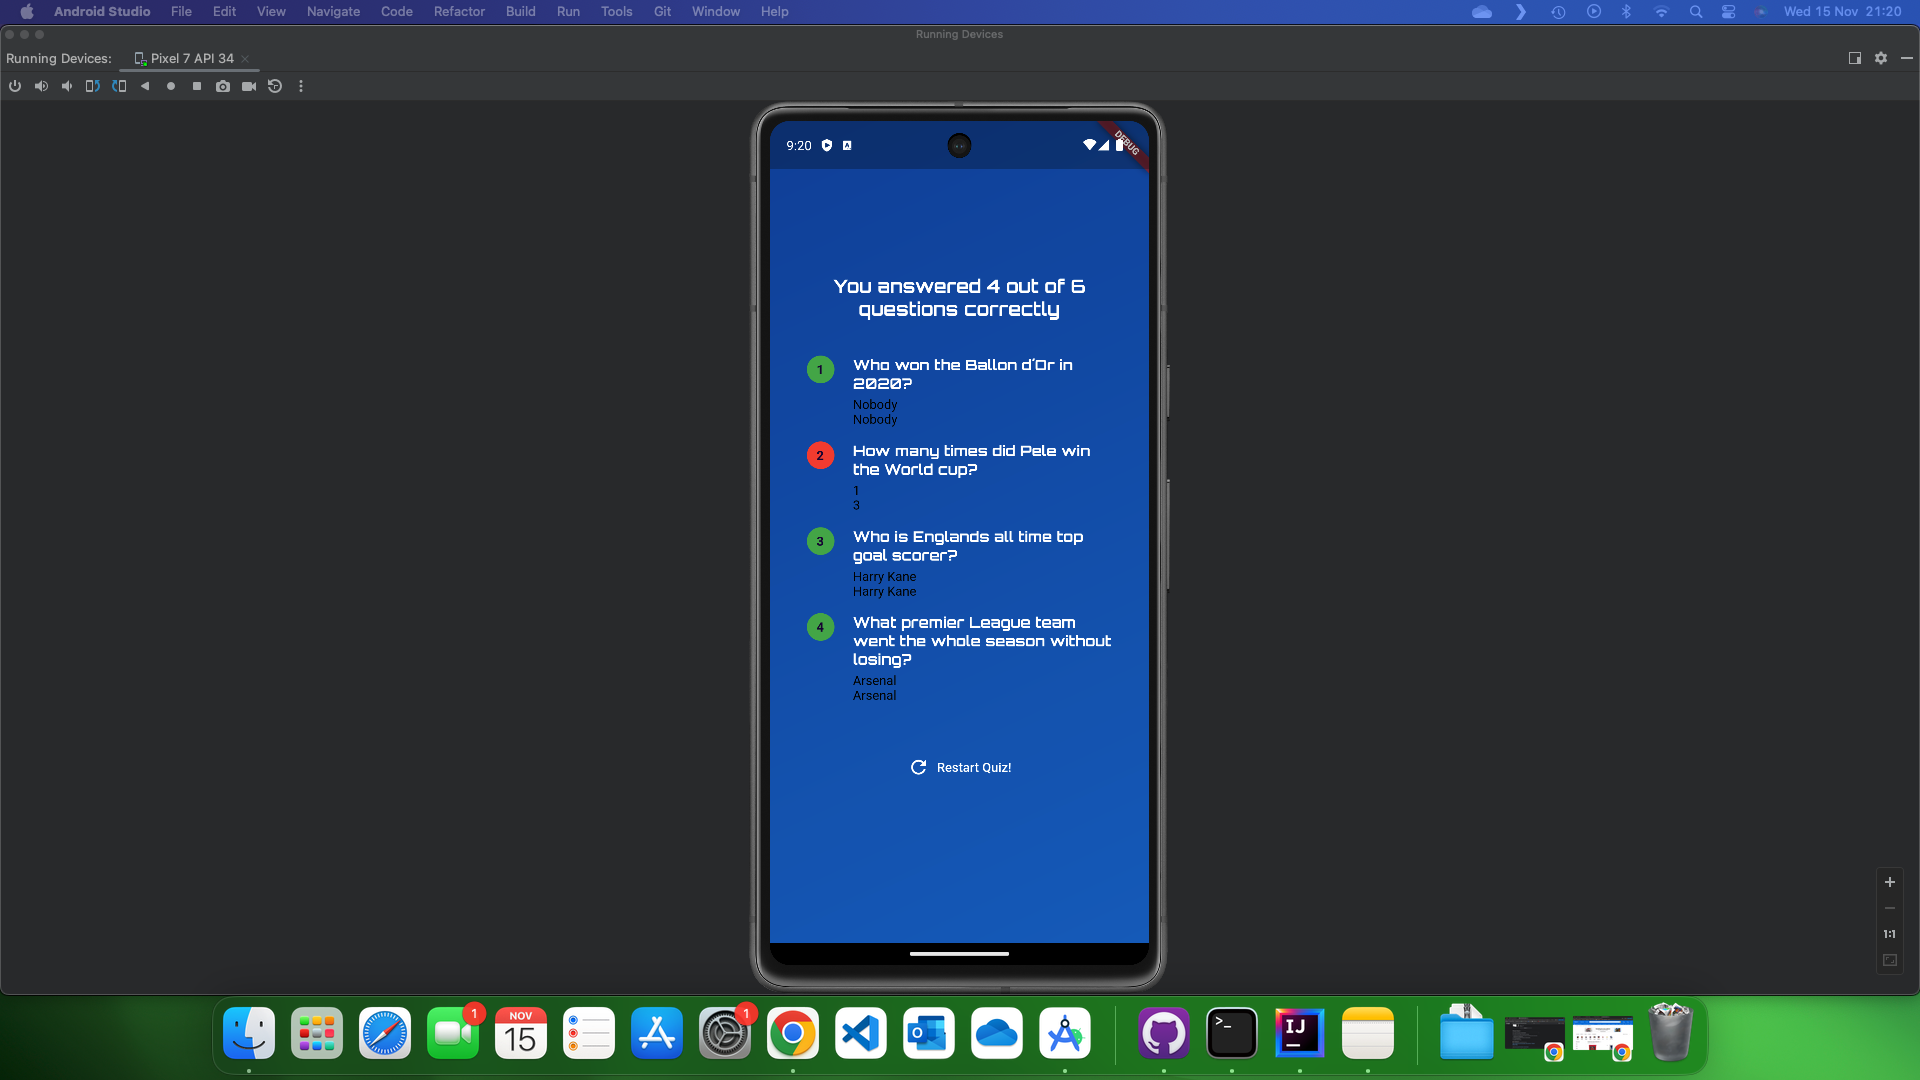 Android Studio File Edit View Navigate Code Refactor Build Run Tools Git Window Help Wed 15 Nov 21:20
Running Devices
Running Devices: Pixel 7 API 34
9:20
DEBUG
You answered 4 out of 6
questions correctly
1
Who won the Ballon d'Or in
2020?
Nobody
Nobody
2
How many times did Pele win
the World cup?
1
3
3
Who is Englands all time top
goal scorer?
Harry Kane
Harry Kane
4
What premier League team
went the whole season without
losing?
Arsenal
Arsenal
Restart Quiz!
1:1
1
NOV
15
1
IJ